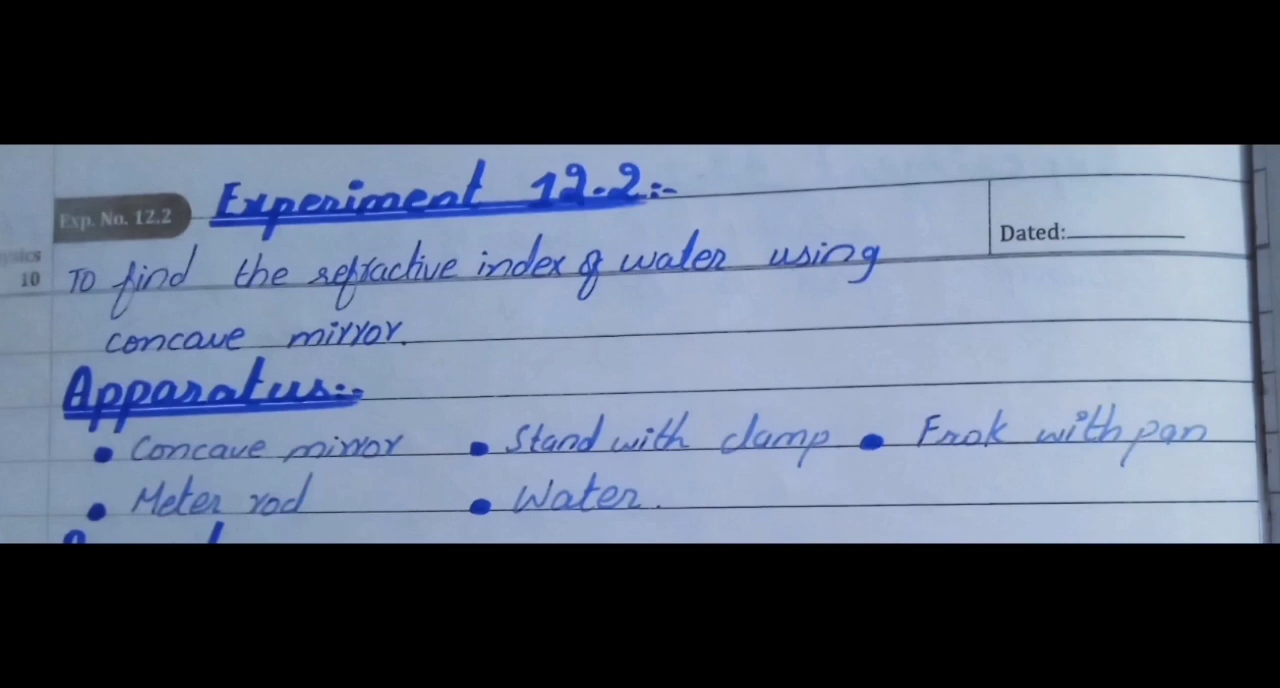 Experiment 12.2:-
Exp. No. 12.2
Dated:
ysics
10
To find the refractive index of water using
concave mirror.
Apparatus:-
• Concave mirror • Stand with clamp • Frok with pan
• Meter rod • Water.